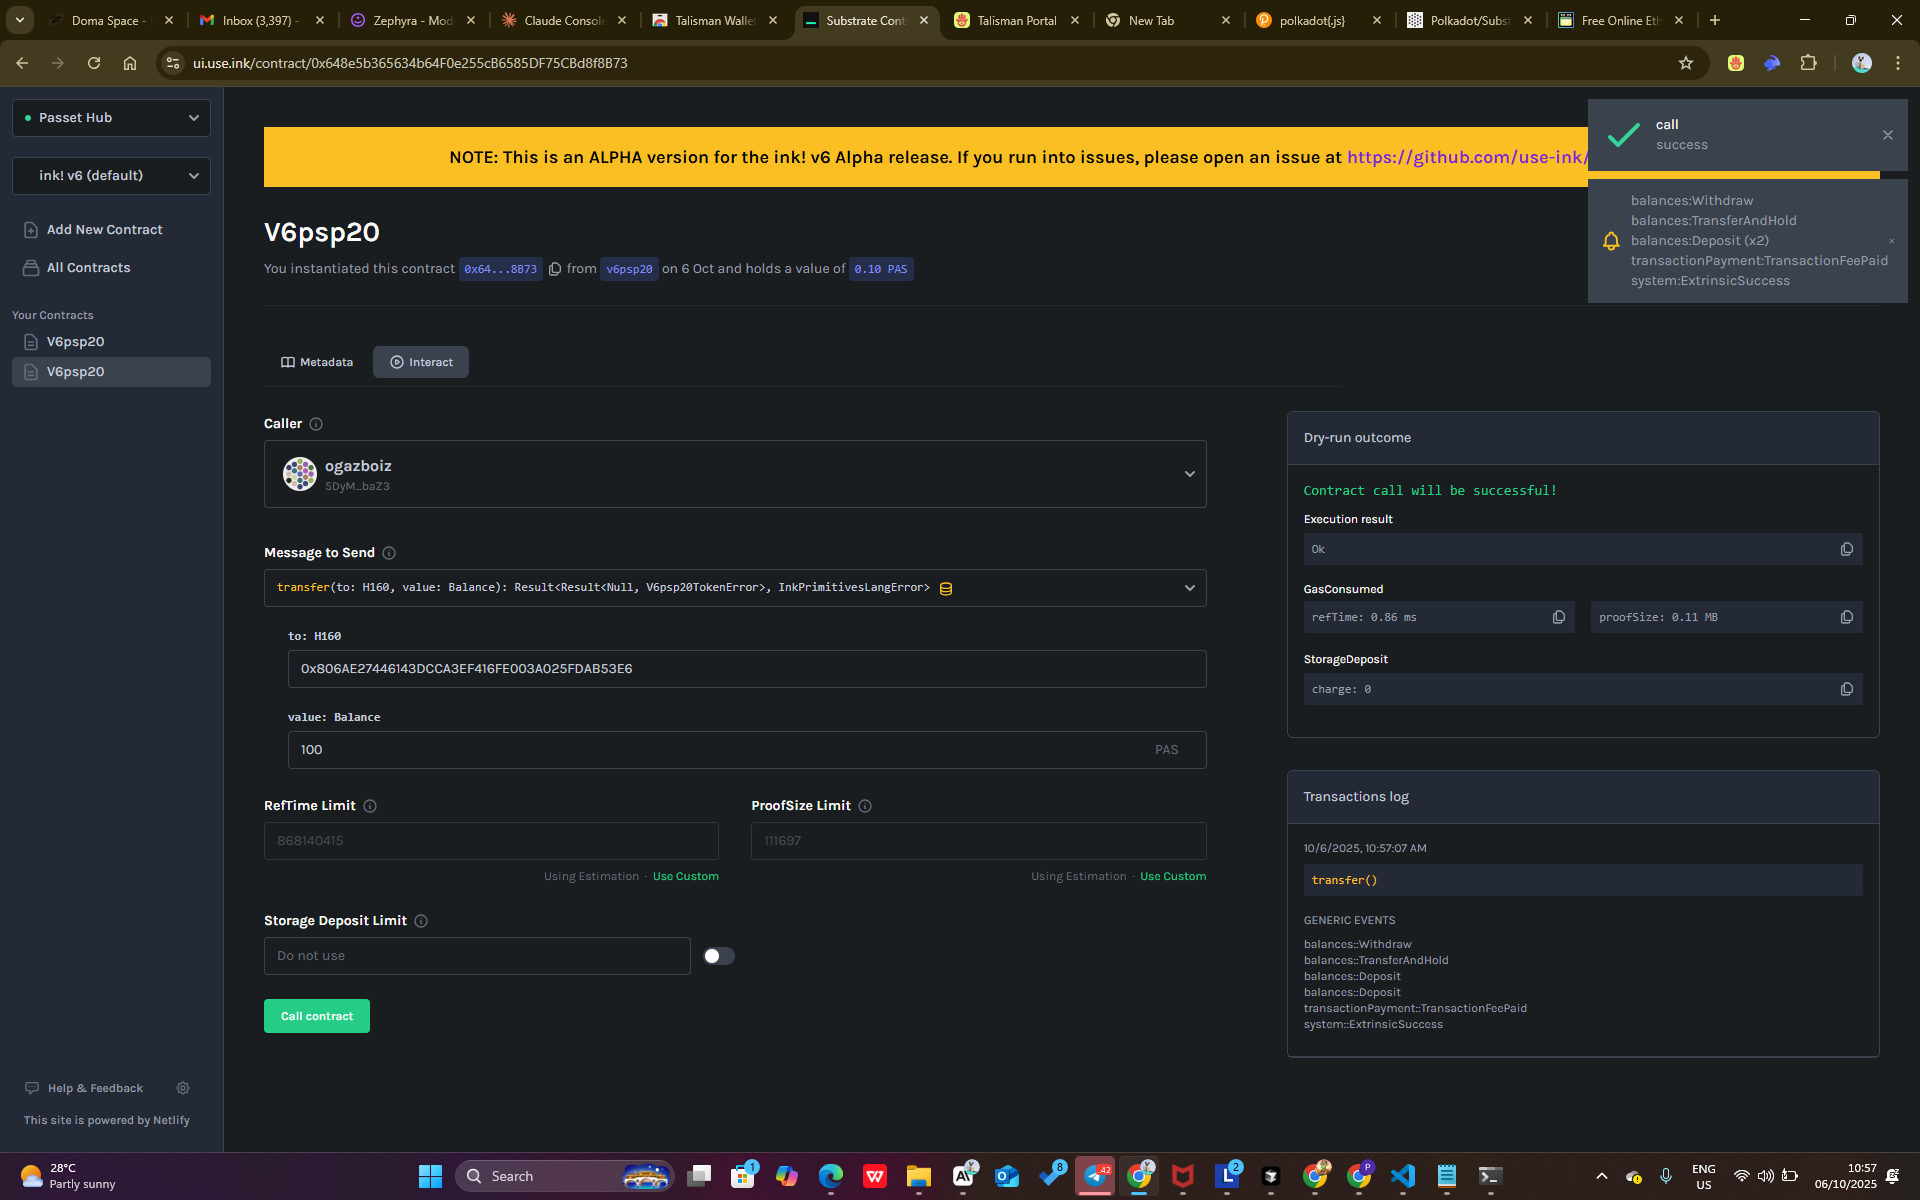 Doma Space -
Inbox (3,397) -
Zephyra - Mod
Claude Consol
Talisman Walle
Substrate Cont
Talisman Portal
New Tab
polkadot{.js}
Polkadot/Subst
Free Online Eth
ui.use.ink/contract/0x648e5b365634b64F0e255cB6585DF75CBd8f8B73
Passet Hub
ink! v6 (default)
Add New Contract
All Contracts
Your Contracts
V6psp20
V6psp20
Help & Feedback
This site is powered by Netlify
NOTE: This is an ALPHA version for the ink! v6 Alpha release. If you run into issues, please open an issue at https://github.com/use-ink/
call
success
balances:Withdraw
balances:TransferAndHold
balances:Deposit (x2)
transactionPayment:TransactionFeePaid
system:ExtrinsicSuccess
V6psp20
You instantiated this contract 0x64...8B73 from v6psp20 on 6 Oct and holds a value of 0.10 PAS
Metadata
Interact
Caller
ogazboiz
5DyM...baZ3
Message to Send
transfer(to: H160, value: Balance): Result<Result<Null, V6psp20TokenError>, InkPrimitivesLangError>
to: H160
0x806AE27446143DCCA3EF416FE003A025FDAB53E6
value: Balance
100
PAS
RefTime Limit
868140415
Using Estimation · Use Custom
ProofSize Limit
111697
Using Estimation · Use Custom
Storage Deposit Limit
Do not use
Call contract
Dry-run outcome
Contract call will be successful!
Execution result
Ok
GasConsumed
refTime: 0.86 ms
proofSize: 0.11 MB
StorageDeposit
charge: 0
Transactions log
10/6/2025, 10:57:07 AM
transfer()
GENERIC EVENTS
balances::Withdraw
balances::TransferAndHold
balances::Deposit
balances::Deposit
transactionPayment::TransactionFeePaid
system::ExtrinsicSuccess
28°C
Partly sunny
Search
1
8
42
2
ENG
US
10:57
06/10/2025